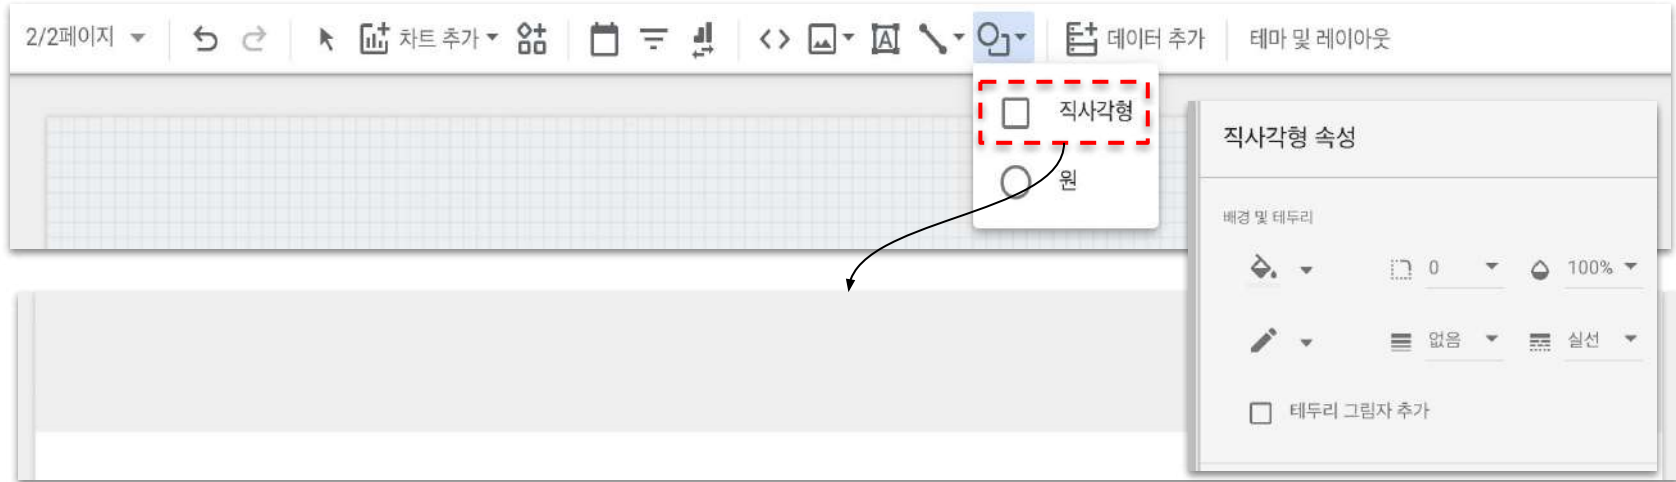 2/2페이지 차트 추가 데이터 추가 테마 및 레이아웃
직사각형
원
직사각형 속성
배경 및 테두리
0 100%
없음 실선
테두리 그림자 추가